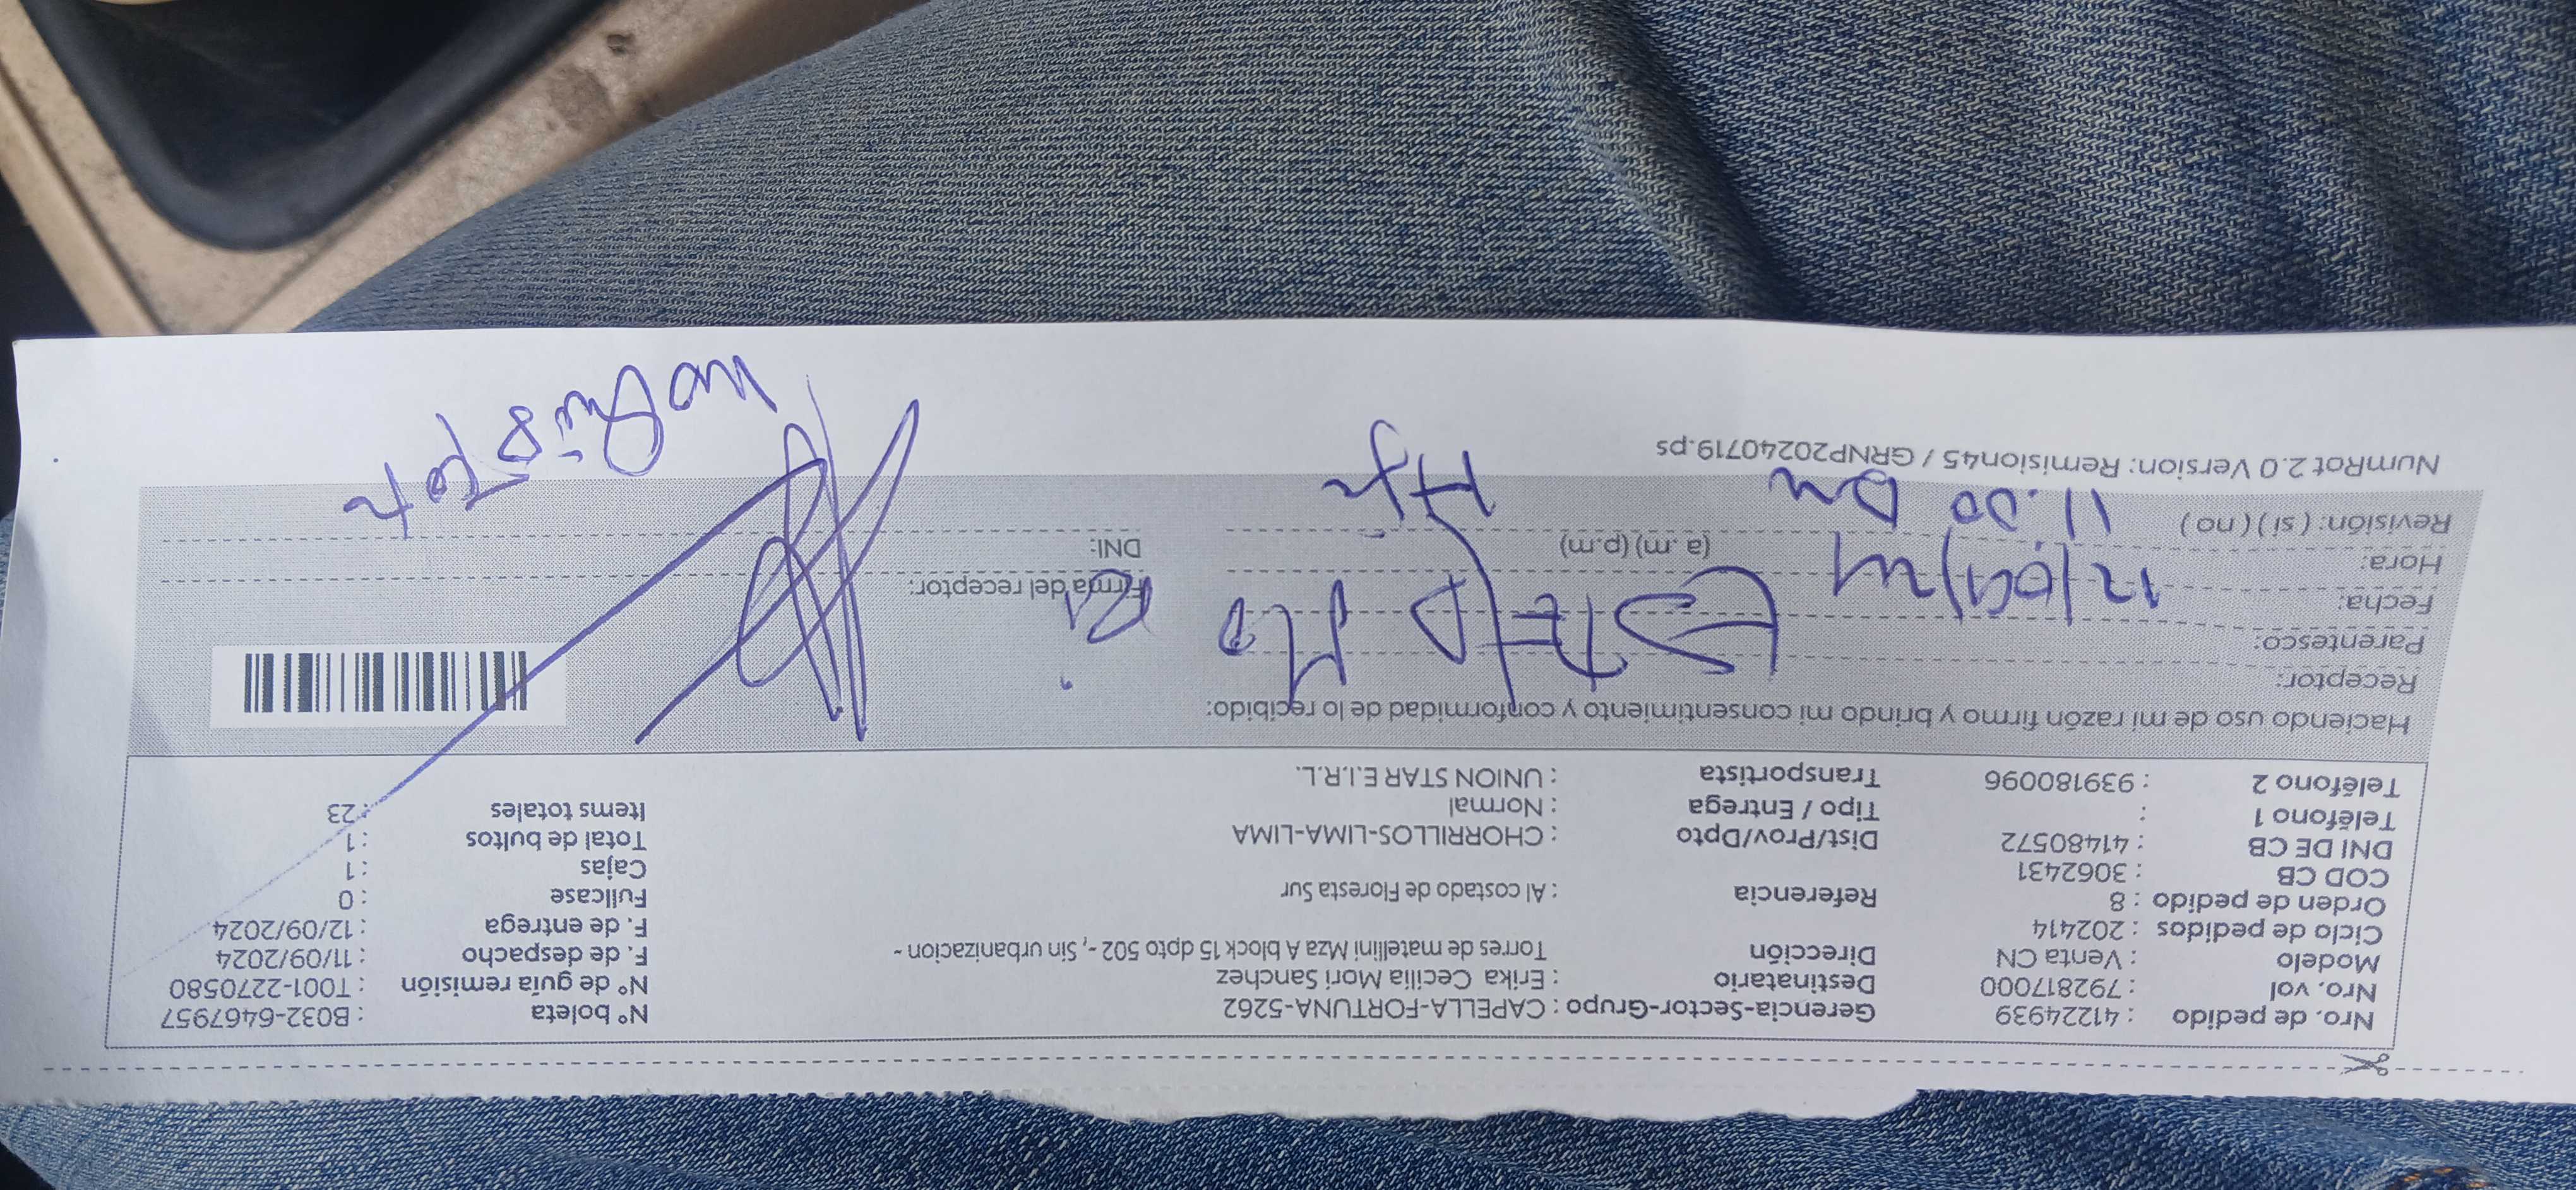 Nro. de pedido : 41224939 Gerencia-Sector-Grupo : CAPELLA-FORTUNA-5262 N° boleta : B032-6467957
Nro. vol : 792817000 Destinatario : Erika Cecilia Mori Sanchez N° de guía remisión : T001-2270580
Modelo : Venta CN Dirección Torres de matellini Mza A block 15 dpto 502 -, Sin urbanizacion - F. de despacho : 11/09/2024
Ciclo de pedidos : 202414 F. de entrega : 12/09/2024
Orden de pedido : 8 Referencia : Al costado de Floresta Sur Fullcase : 0
COD CB : 3062431 Cajas : 1
DNI DE CB : 41480572 Dist/Prov/Dpto : CHORRILLOS-LIMA-LIMA Total de bultos : 1
Teléfono 1 : Tipo / Entrega : Normal Items totales : 23
Teléfono 2 : 939180096 Transportista : UNION STAR E.I.R.L.
Haciendo uso de mi razón firmo y brindo mi consentimiento y conformidad de lo recibido:
Receptor:
Parentesco:
Fecha: 12/09/24 Firma del receptor:
Hora: (a.m) (p.m) DNI:
Revisión: ( si ) ( no ) 11:00
NumRot 2.0 Version: Remision45 / GRNP20240719.ps